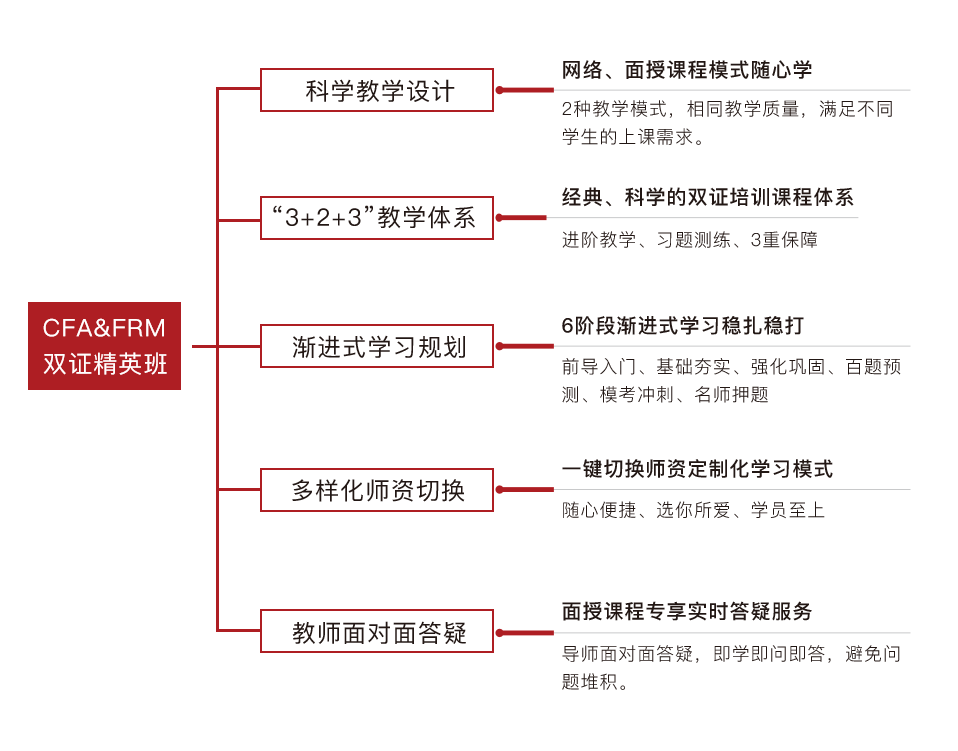 CFA&FRM
双证精英班
科学教学设计
网络、面授课程模式随心学
2种教学模式，相同教学质量，满足不同
学生的上课需求。
“3+2+3”教学体系
经典、科学的双证培训课程体系
进阶教学、习题测练、3重保障
渐进式学习规划
6阶段渐进式学习稳扎稳打
前导入门、基础夯实、强化巩固、百题预
测、模考冲刺、名师押题
多样化师资切换
一键切换师资定制化学习模式
随心便捷、选你所爱、学员至上
教师面对面答疑
面授课程专享实时答疑服务
导师面对面答疑，即学即问即答，避免问
题堆积。